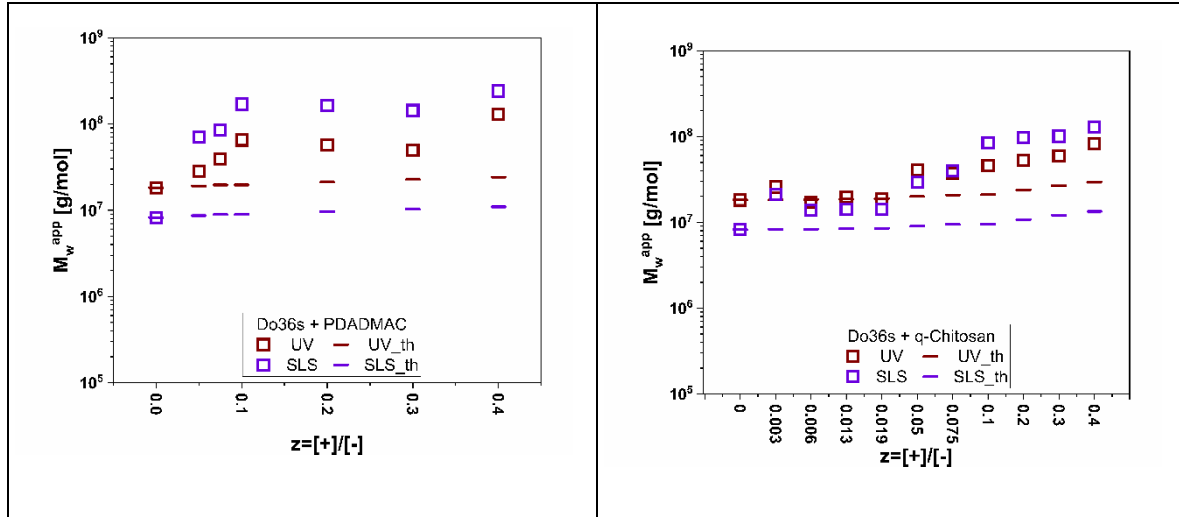 10⁹
10⁸
10⁷
10⁶
10⁵
M_w^app [g/mol]
Do36s + PDADMAC
UV UV_th
SLS SLS_th
0.0 0.1 0.2 0.3 0.4
z=[+]/[-]
10⁹
10⁸
10⁷
10⁶
10⁵
M_w^app [g/mol]
Do36s + q-Chitosan
UV UV_th
SLS SLS_th
0 0.003 0.006 0.013 0.019 0.05 0.075 0.1 0.2 0.3 0.4
z=[+]/[-]